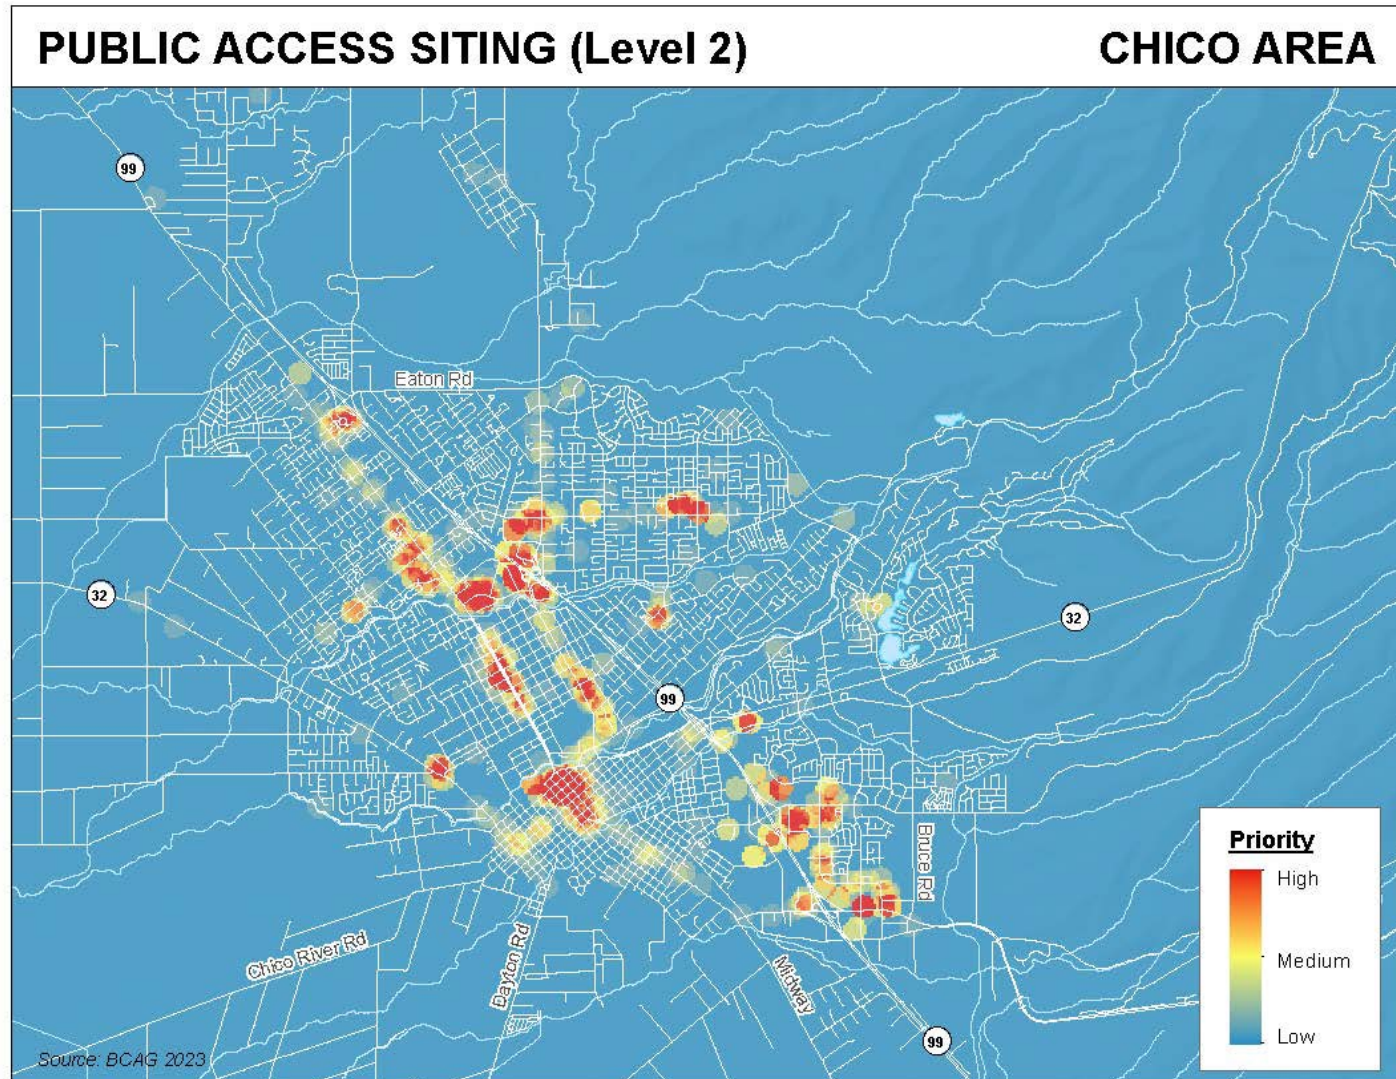 PUBLIC ACCESS SITING (Level 2)
CHICO AREA
99
Eaton Rd
32
32
99
Bruce Rd
Chico River Rd
Dayton Rd
Midway
99
Priority
High
Medium
Low
Source: BCAG 2023